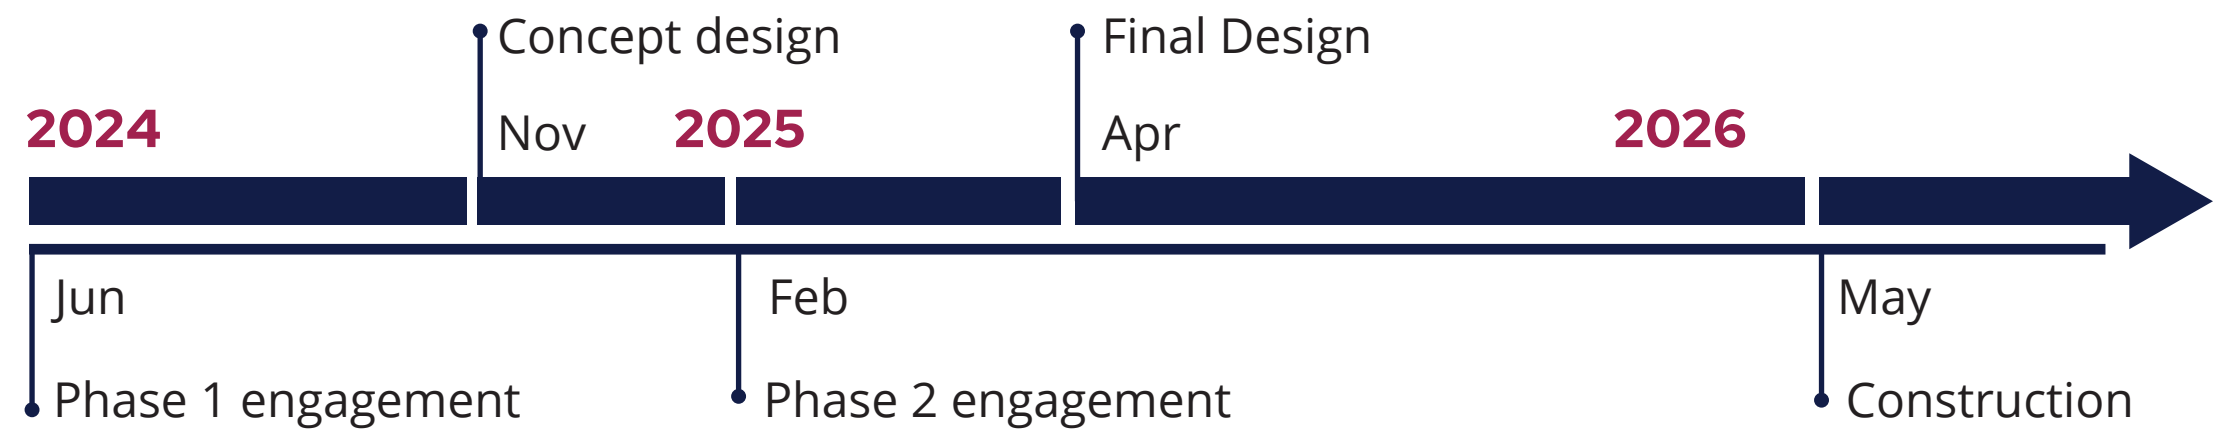 Concept design
Final Design
2024
Nov
2025
Apr
2026
Jun
Feb
May
Phase 1 engagement
Phase 2 engagement
Construction